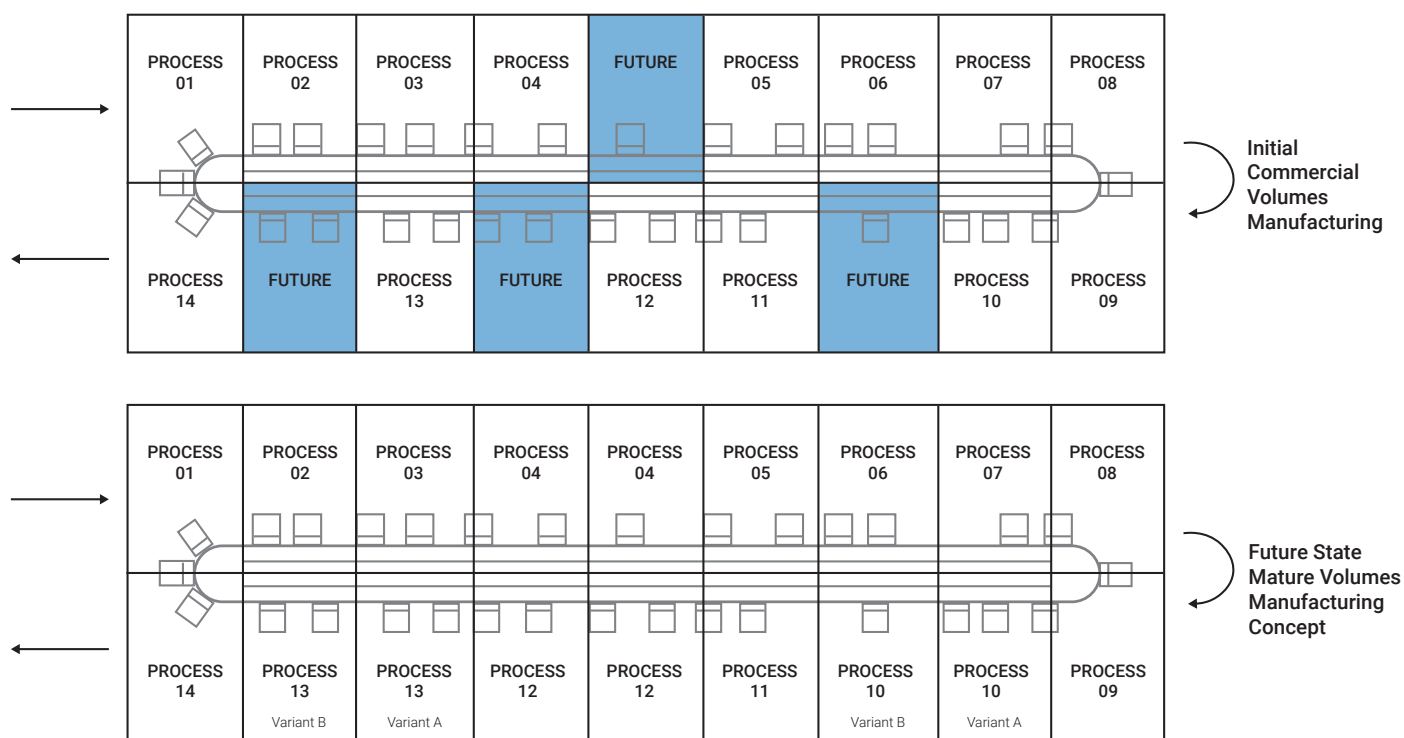 PROCESS
01
PROCESS
02
PROCESS
03
PROCESS
04
FUTURE
PROCESS
05
PROCESS
06
PROCESS
07
PROCESS
08
PROCESS
14
FUTURE
PROCESS
13
FUTURE
PROCESS
12
PROCESS
11
FUTURE
PROCESS
10
PROCESS
09
Initial
Commercial
Volumes
Manufacturing
PROCESS
01
PROCESS
02
PROCESS
03
PROCESS
04
PROCESS
04
PROCESS
05
PROCESS
06
PROCESS
07
PROCESS
08
PROCESS
14
PROCESS
13
Variant B
PROCESS
13
Variant A
PROCESS
12
PROCESS
12
PROCESS
11
PROCESS
10
Variant B
PROCESS
10
Variant A
PROCESS
09
Future State
Mature Volumes
Manufacturing
Concept